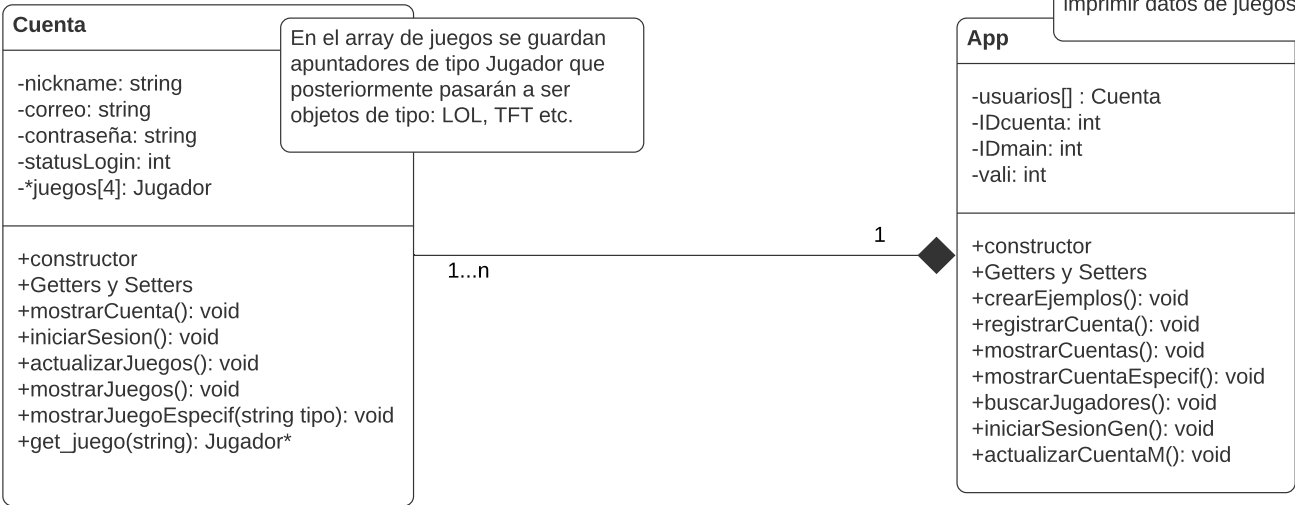 Cuenta
-nickname: string
-correo: string
-contraseña: string
-statusLogin: int
-*juegos[4]: Jugador
+constructor
+Getters y Setters
+mostrarCuenta(): void
+iniciarSesion(): void
+actualizarJuegos(): void
+mostrarJuegos(): void
+mostrarJuegoEspecif(string tipo): void
+get_juego(string): Jugador*
En el array de juegos se guardan
apuntadores de tipo Jugador que
posteriormente pasarán a ser
objetos de tipo: LOL, TFT etc.
1...n
1
imprimir datos de juegos
App
-usuarios[] : Cuenta
-IDcuenta: int
-IDmain: int
-vali: int
+constructor
+Getters y Setters
+crearEjemplos(): void
+registrarCuenta(): void
+mostrarCuentas(): void
+mostrarCuentaEspecif(): void
+buscarJugadores(): void
+iniciarSesionGen(): void
+actualizarCuentaM(): void